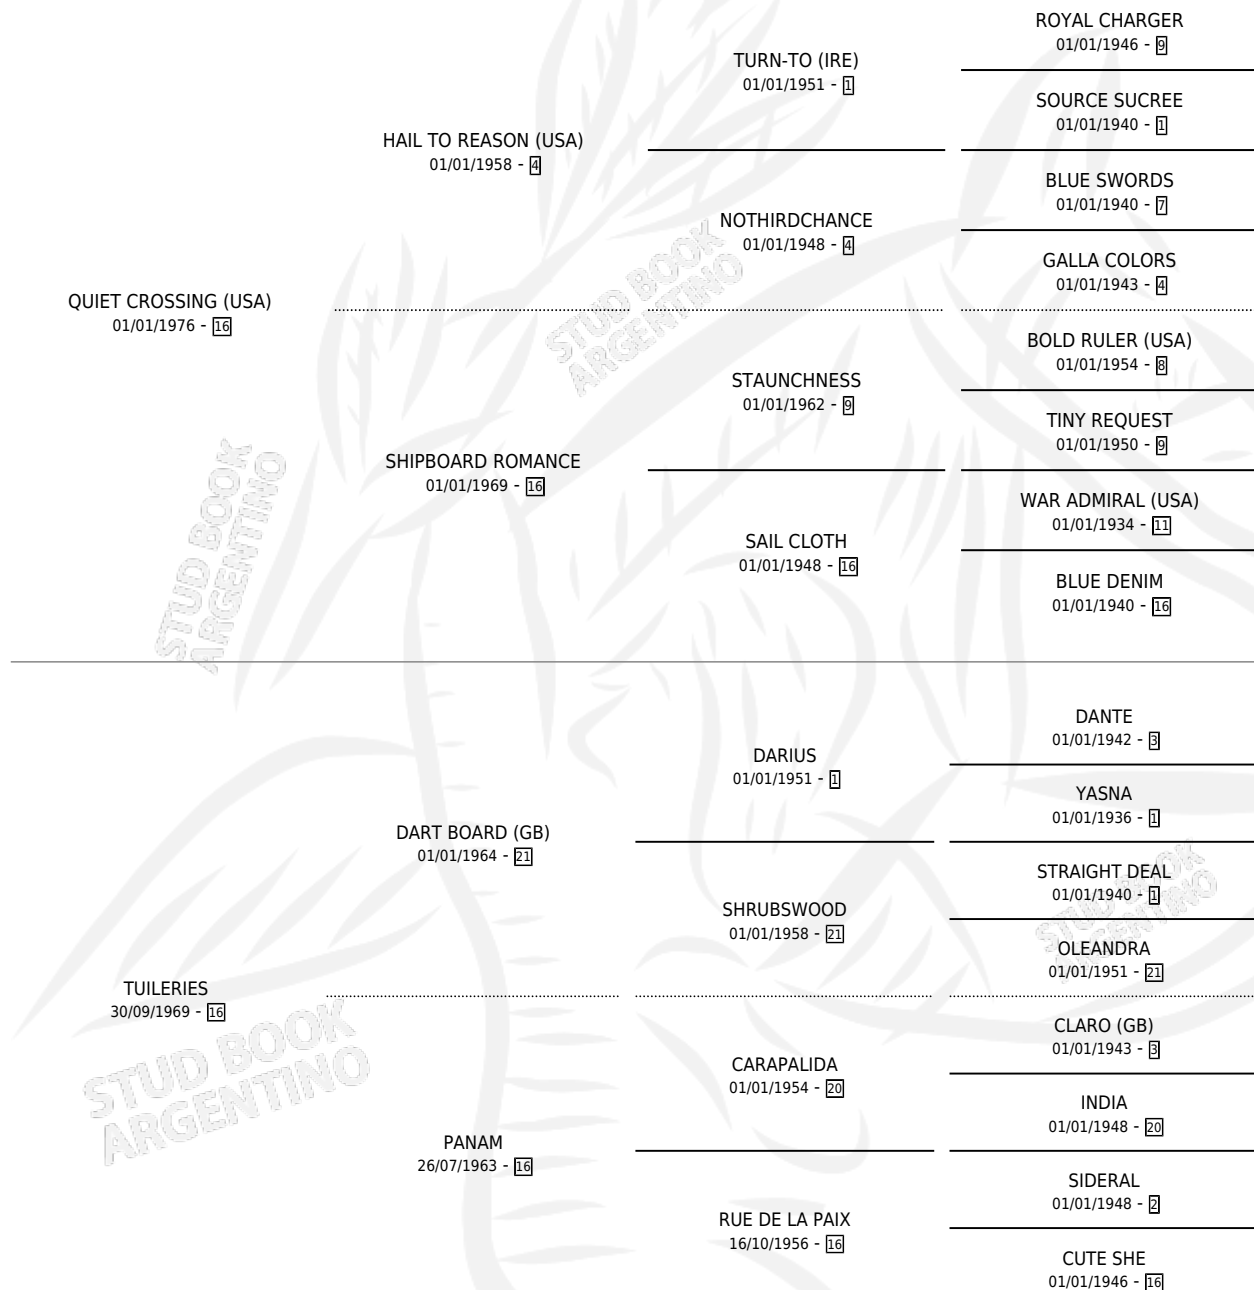 QUIET CROSSING (USA)
01/01/1976 - 16
HAIL TO REASON (USA)
01/01/1958 - 4
SHIPBOARD ROMANCE
01/01/1969 - 16
TURN-TO (IRE)
01/01/1951 - 1
NOTHIRDCHANCE
01/01/1948 - 4
STAUNCHNESS
01/01/1962 - 9
SAIL CLOTH
01/01/1948 - 16
ROYAL CHARGER
01/01/1946 - 9
SOURCE SUCREE
01/01/1940 - 1
BLUE SWORDS
01/01/1940 - 7
GALLA COLORS
01/01/1943 - 4
BOLD RULER (USA)
01/01/1954 - 8
TINY REQUEST
01/01/1950 - 9
WAR ADMIRAL (USA)
01/01/1934 - 11
BLUE DENIM
01/01/1940 - 16
TUILERIES
30/09/1969 - 16
DART BOARD (GB)
01/01/1964 - 21
PANAM
26/07/1963 - 16
DARIUS
01/01/1951 - 1
SHRUBSWOOD
01/01/1958 - 21
CARAPALIDA
01/01/1954 - 20
RUE DE LA PAIX
16/10/1956 - 16
DANTE
01/01/1942 - 3
YASNA
01/01/1936 - 1
STRAIGHT DEAL
01/01/1940 - 1
OLEANDRA
01/01/1951 - 21
CLARO (GB)
01/01/1943 - 3
INDIA
01/01/1948 - 20
SIDERAL
01/01/1948 - 2
CUTE SHE
01/01/1946 - 16
STUD BOOK
ARGENTINO
STUD BOOK
ARGENTINO
STUD BOOK
ARGENTINO
STUD BOOK
ARGENTINO